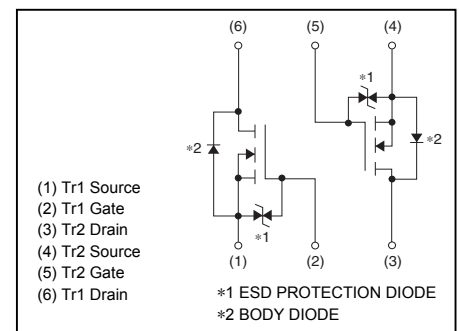 (6) (5) (4)
∗1
∗2
∗2
(1) Tr1 Source
(2) Tr1 Gate
(3) Tr2 Drain
(4) Tr2 Source
(5) Tr2 Gate
(6) Tr1 Drain
∗1
(1) (2) (3)
∗1 ESD PROTECTION DIODE
∗2 BODY DIODE